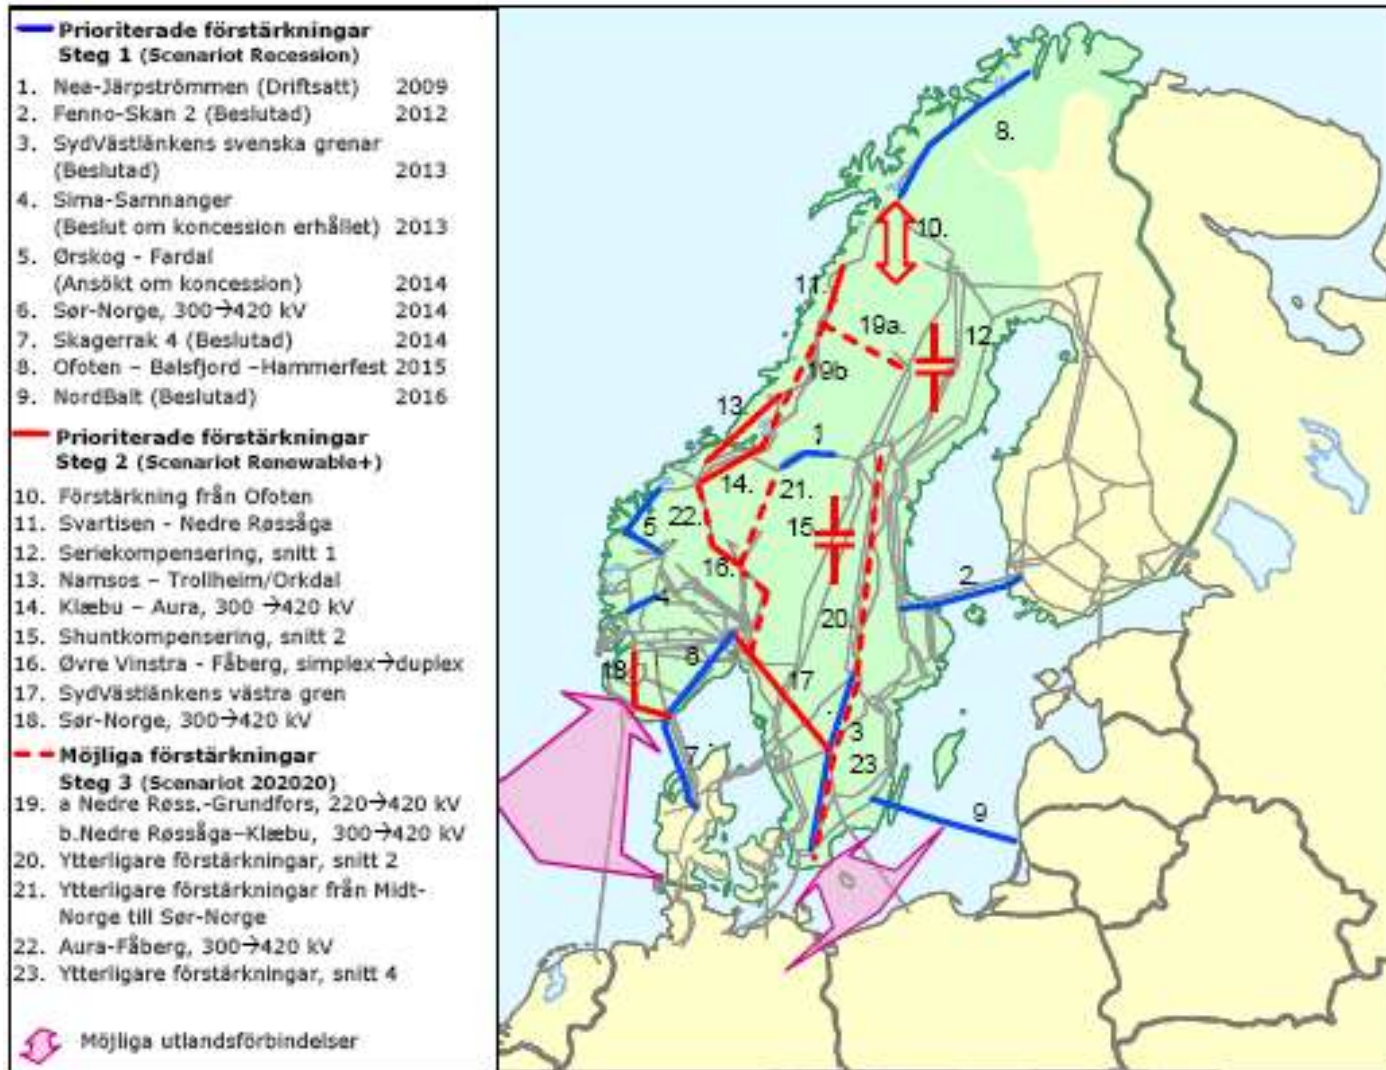 Prioriterade förstärkningar
Steg 1 (Scenariot Recession)
1. Nea-Järpströmmen (Driftsatt) 2009
2. Fenno-Skan 2 (Beslutad) 2012
3. SydVästlänkens svenska grenar
(Beslutad) 2013
4. Sima-Samnanger
(Beslut om koncession erhållet) 2013
5. Ørskog - Fardal
(Ansökt om koncession) 2014
6. Sør-Norge, 300→420 kV 2014
7. Skagerrak 4 (Beslutad) 2014
8. Ofoten – Balsfjord –Hammerfest 2015
9. NordBalt (Beslutad) 2016
Prioriterade förstärkningar
Steg 2 (Scenariot Renewable+)
10. Förstärkning från Ofoten
11. Svartisen - Nedre Røssåga
12. Seriekompensering, snitt 1
13. Namsos – Trollheim/Orkdal
14. Klæbu – Aura, 300 →420 kV
15. Shuntkompensering, snitt 2
16. Øvre Vinstra - Fåberg, simplex→duplex
17. SydVästlänkens västra gren
18. Sør-Norge, 300→420 kV
Möjliga förstärkningar
Steg 3 (Scenariot 202020)
19. a Nedre Røss.-Grundfors, 220→420 kV
b.Nedre Røssåga–Klæbu, 300→420 kV
20. Ytterligare förstärkningar, snitt 2
21. Ytterligare förstärkningar från Midt-
Norge till Sør-Norge
22. Aura-Fåberg, 300→420 kV
23. Ytterligare förstärkningar, snitt 4
Möjliga utlandsförbindelser
8.
10.
11.
19a.
12.
19b
13.
1
14.
21.
22.
5
15
16.
2
4
20
6
18
17
3
7
23
9